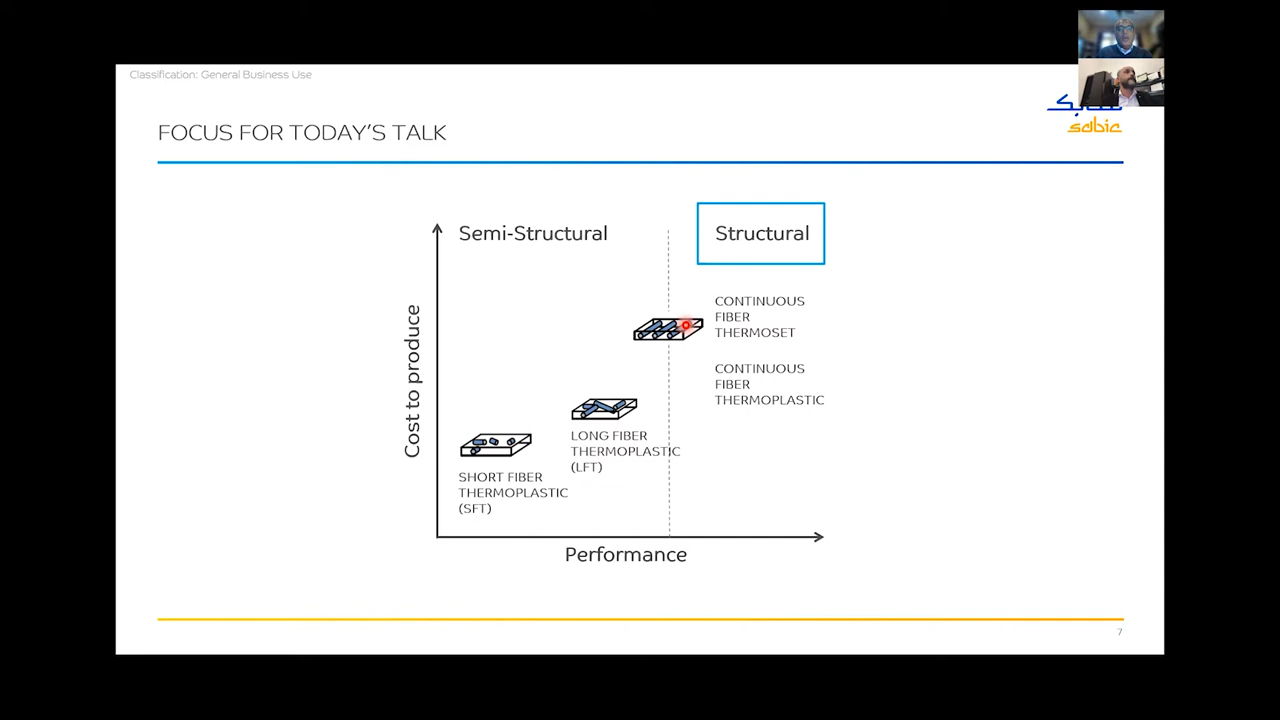 Classification: General Business Use
FOCUS FOR TODAY'S TALK
سابك
sabic
Semi-Structural
Structural
Cost to produce
CONTINUOUS
FIBER
THERMOSET
CONTINUOUS
FIBER
THERMOPLASTIC
LONG FIBER
THERMOPLASTIC
(LFT)
SHORT FIBER
THERMOPLASTIC
(SFT)
Performance
7